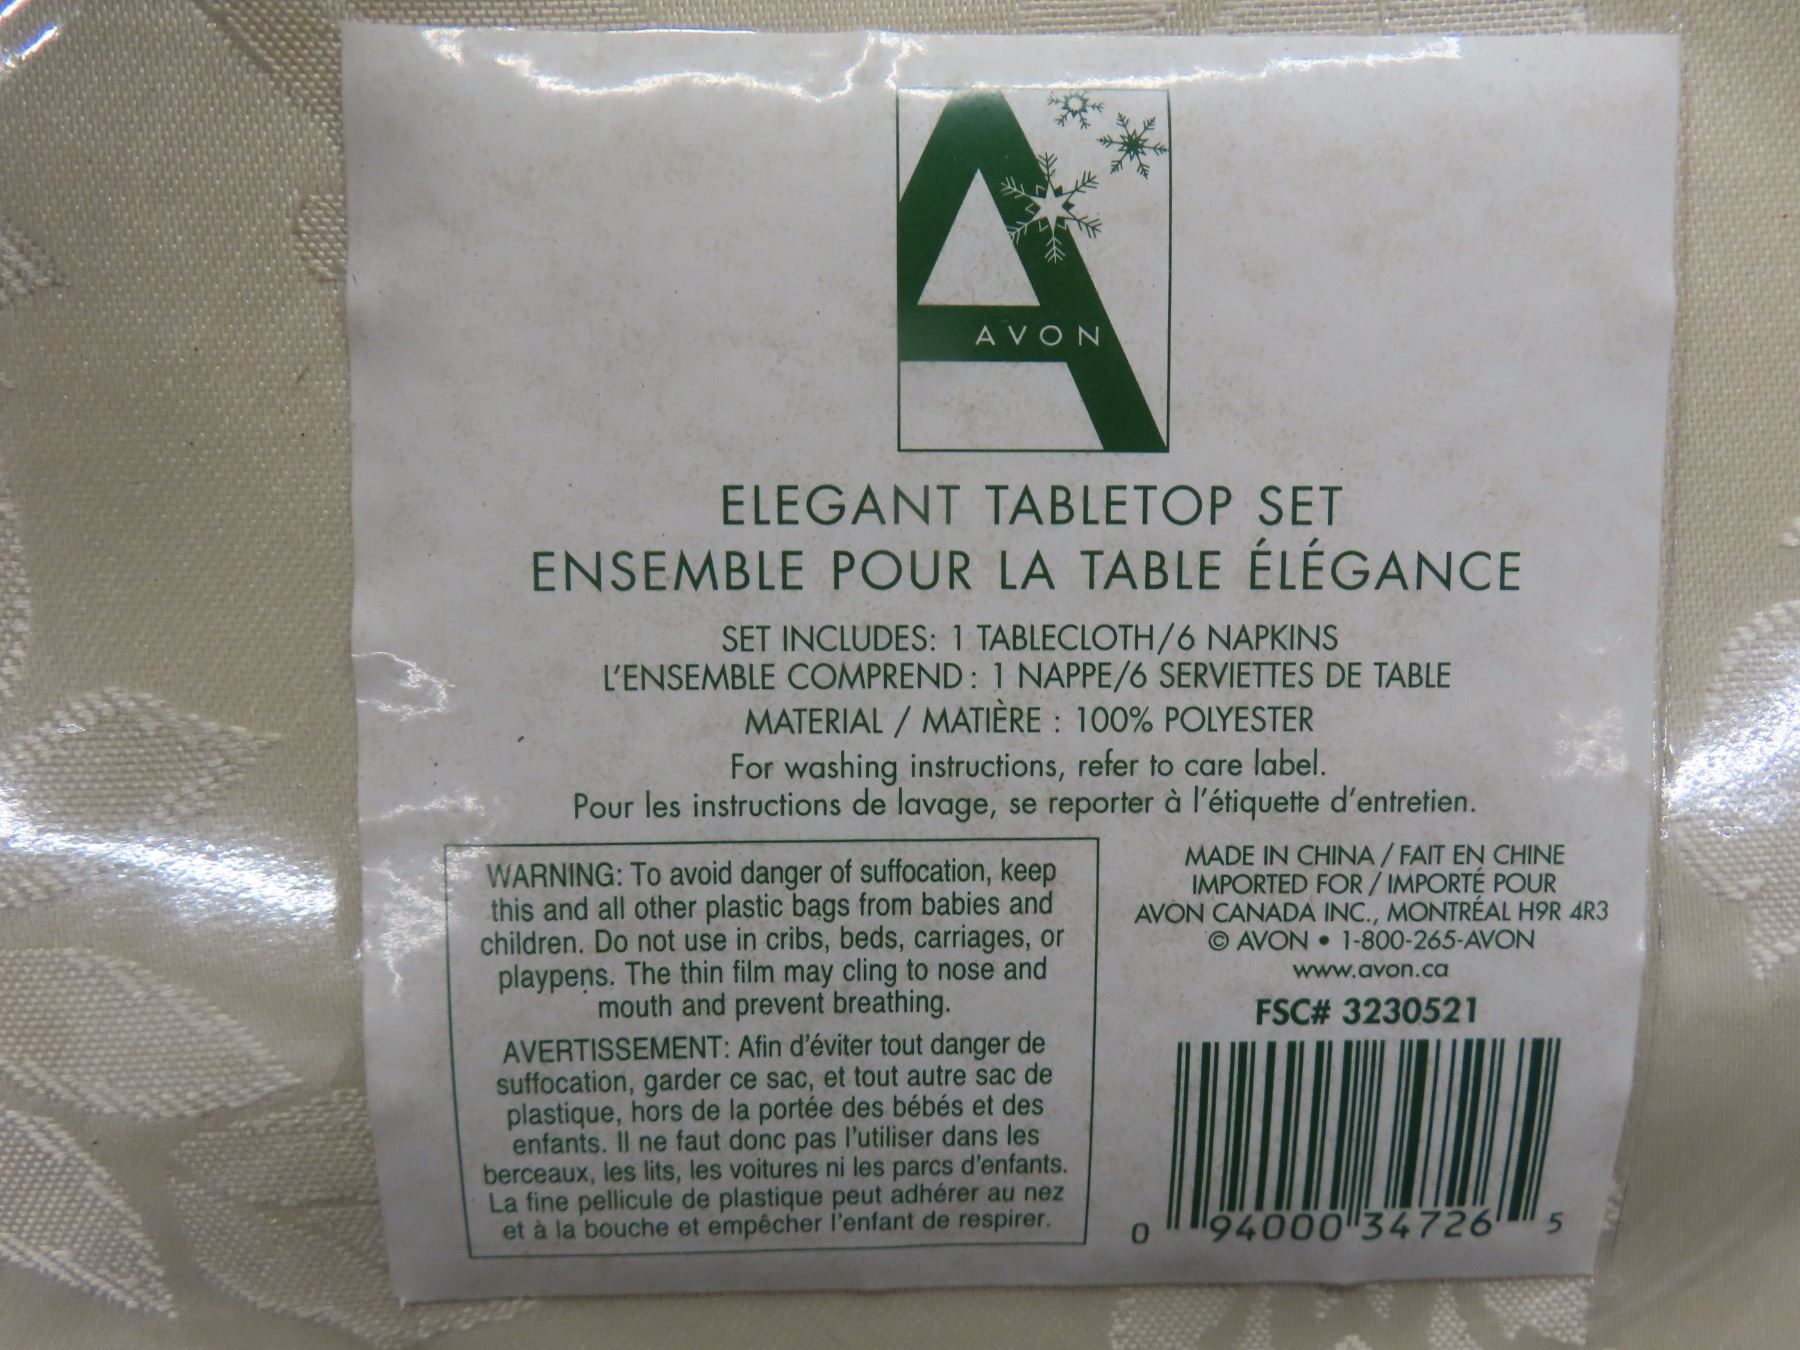 AVON
ELEGANT TABLETOP SET
ENSEMBLE POUR LA TABLE ÉLÉGANCE
SET INCLUDES: 1 TABLECLOTH/6 NAPKINS
L'ENSEMBLE COMPREND : 1 NAPPE/6 SERVIETTES DE TABLE
MATERIAL / MATIÈRE : 100% POLYESTER
For washing instructions, refer to care label.
Pour les instructions de lavage, se reporter à l'étiquette d'entretien.
WARNING: To avoid danger of suffocation, keep
this and all other plastic bags from babies and
children. Do not use in cribs, beds, carriages, or
playpens. The thin film may cling to nose and
mouth and prevent breathing.
AVERTISSEMENT: Afin d'éviter tout danger de
suffocation, garder ce sac, et tout autre sac de
plastique, hors de la portée des bébés et des
enfants. Il ne faut donc pas l'utiliser dans les
berceaux, les lits, les voitures ni les parcs d'enfants.
La fine pellicule de plastique peut adhérer au nez
et à la bouche et empêcher l'enfant de respirer.
MADE IN CHINA / FAIT EN CHINE
IMPORTED FOR / IMPORTÉ POUR
AVON CANADA INC., MONTRÉAL H9R 4R3
© AVON • 1-800-265-AVON
www.avon.ca
FSC# 3230521
0 94000 34726 5